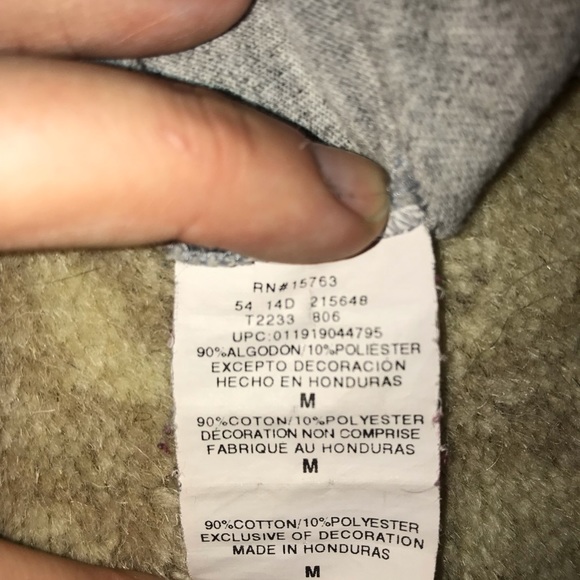 RN#15763
54 14D 215648
T2233 806
UPC:011919044795
90%ALGODON/10%POLIESTER
EXCEPTO DECORACIÓN
HECHO EN HONDURAS
M
90%COTON/10%POLYESTER
DÉCORATION NON COMPRISE
FABRIQUE AU HONDURAS
M
90%COTTON/10%POLYESTER
EXCLUSIVE OF DECORATION
MADE IN HONDURAS
M